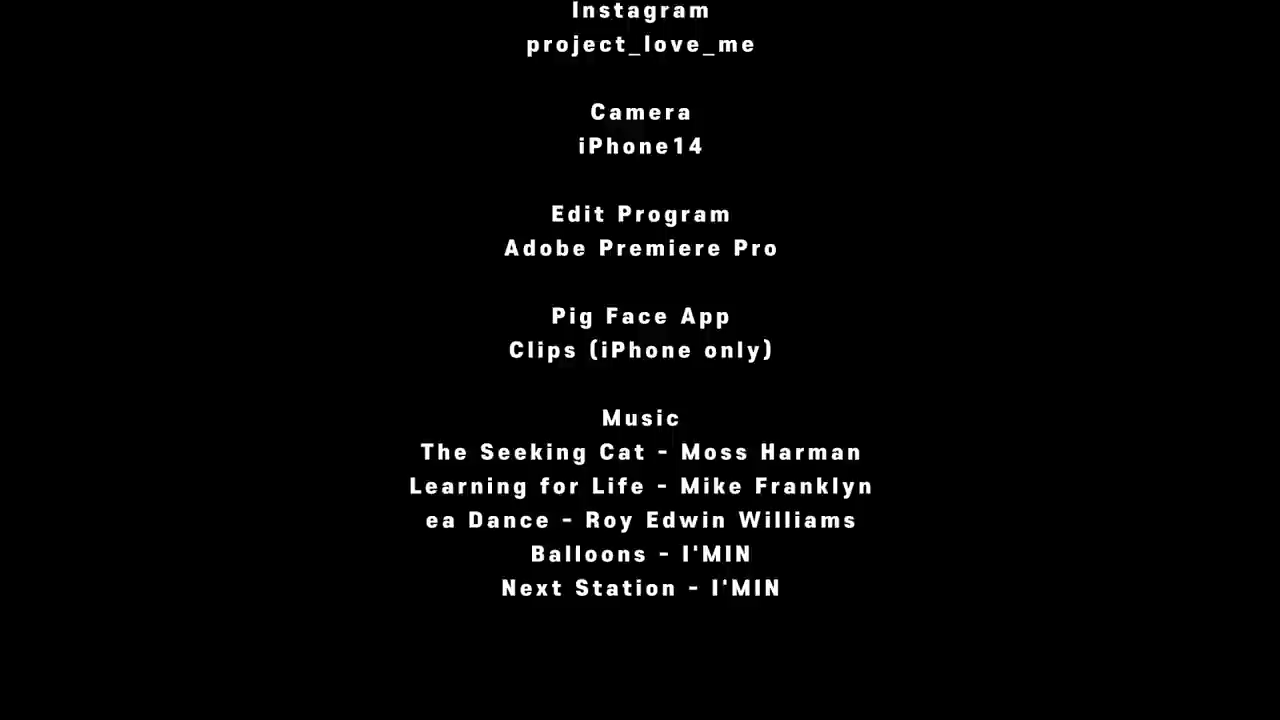 Instagram
project_love_me
Camera
iPhone14
Edit Program
Adobe Premiere Pro
Pig Face App
Clips (iPhone only)
Music
The Seeking Cat - Moss Harman
Learning for Life - Mike Franklyn
ea Dance - Roy Edwin Williams
Balloons - I'MIN
Next Station - I'MIN